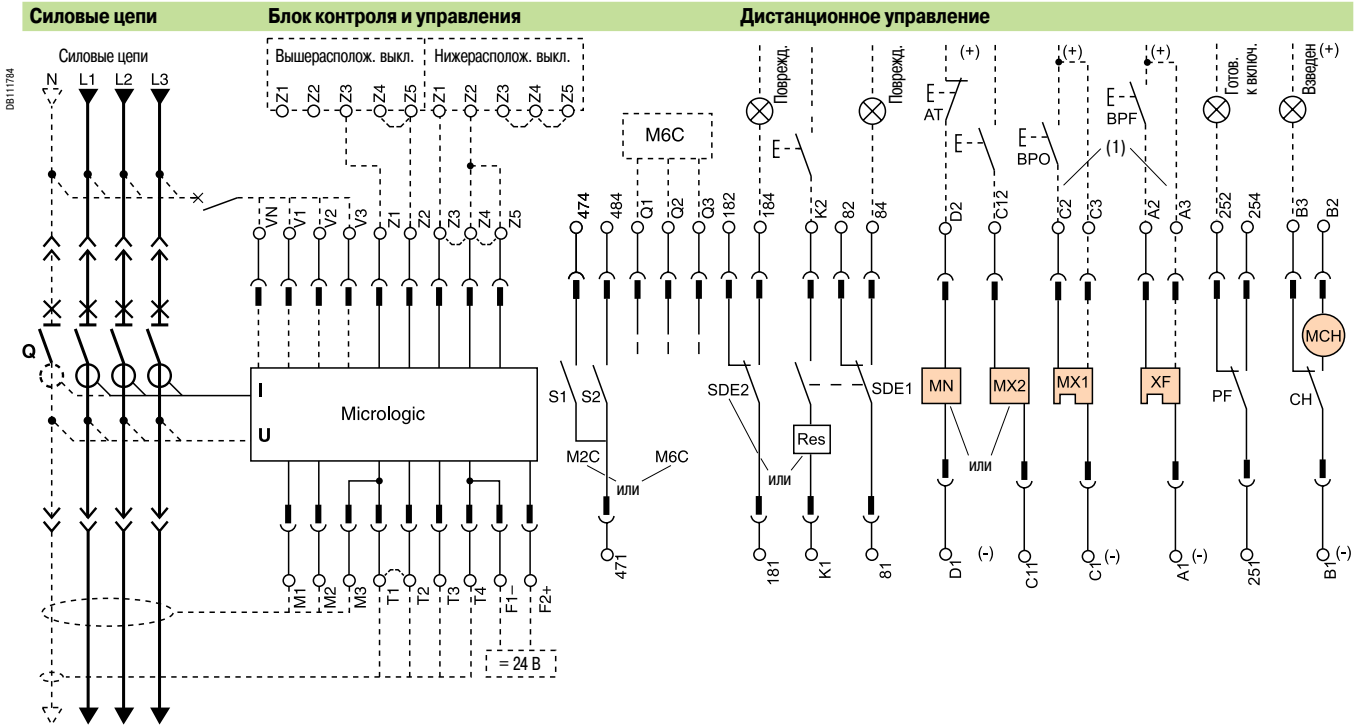 Силовые цепи Блок контроля и управления Дистанционное управление
DB111784
Силовые цепи
N L1 L2 L3
Вышерасполож. выкл. Нижерасполож. выкл.
Z1 Z2 Z3 Z4 Z5 Z1 Z2 Z3 Z4 Z5
M6C
Поврежд. Поврежд. (+) (+) (+) Готов. к включ. Взведен (+)
AT BPO BPF (1)
VN V1 V2 V3 Z1 Z2 Z3 Z4 Z5
474 484 Q1 Q2 Q3 182 184 K2 82 84 D2 C12 C2 C3 A2 A3 252 254 B3 B2
Q
I
U
Micrologic
S1 S2 SDE2 SDE1 MN MX2 MX1 XF PF CH MCH
Res
M2C или M6C
или
или
471 181 K1 81 D1 (-) C11 C1 (-) A1 (-) 251 B1 (-)
M1 M2 M3 T1 T2 T3 T4 F1– F2+
= 24 В